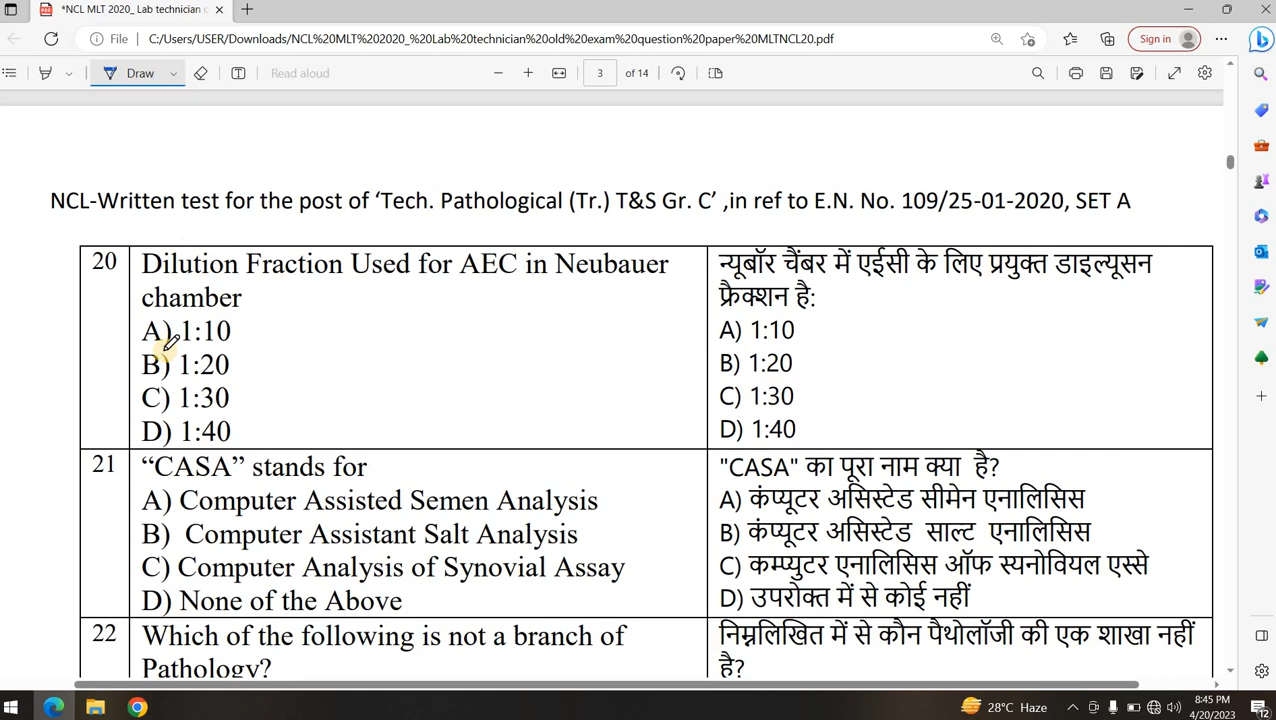 *NCL MLT 2020_ Lab technician o
File
C:/Users/USER/Downloads/NCL%20MLT%202020_%20Lab%20technician%20old%20exam%20question%20paper%20MLTNCL20.pdf
Sign in
Draw
Read aloud
3
of 14
NCL-Written test for the post of ‘Tech. Pathological (Tr.) T&S Gr. C’ ,in ref to E.N. No. 109/25-01-2020, SET A
20
Dilution Fraction Used for AEC in Neubauer
chamber
A) 1:10
B) 1:20
C) 1:30
D) 1:40
न्यूबॉर चैंबर में एईसी के लिए प्रयुक्त डाइल्यूसन
फ्रैक्शन है:
A) 1:10
B) 1:20
C) 1:30
D) 1:40
21
“CASA” stands for
A) Computer Assisted Semen Analysis
B) Computer Assistant Salt Analysis
C) Computer Analysis of Synovial Assay
D) None of the Above
"CASA" का पूरा नाम क्या है?
A) कंप्यूटर असिस्टेड सीमेन एनालिसिस
B) कंप्यूटर असिस्टेड साल्ट एनालिसिस
C) कम्प्युटर एनालिसिस ऑफ स्यनोवियल एस्से
D) उपरोक्त में से कोई नहीं
22
Which of the following is not a branch of
Pathology?
निम्नलिखित में से कौन पैथोलॉजी की एक शाखा नहीं
है?
28°C Haze
8:45 PM
4/20/2023
12